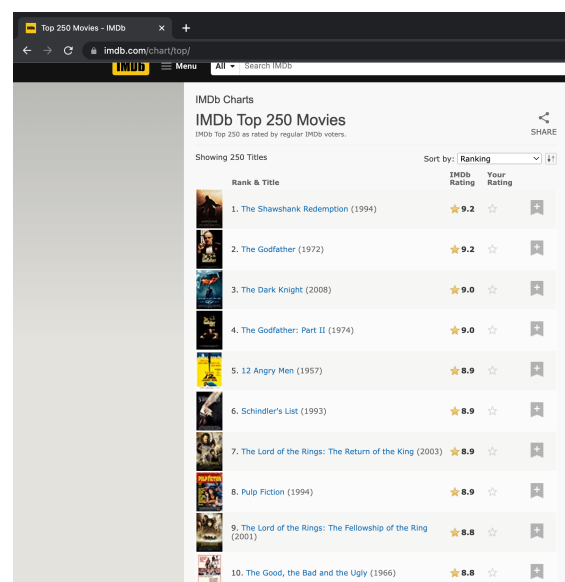 Top 250 Movies - IMDb
imdb.com/chart/top/
IMDb Menu All Search IMDb
IMDb Charts
IMDb Top 250 Movies
IMDb Top 250 as rated by regular IMDb voters.
SHARE
Showing 250 Titles
Sort by: Ranking
Rank & Title IMDb Rating Your Rating
1. The Shawshank Redemption (1994) 9.2
2. The Godfather (1972) 9.2
3. The Dark Knight (2008) 9.0
4. The Godfather: Part II (1974) 9.0
5. 12 Angry Men (1957) 8.9
6. Schindler's List (1993) 8.9
7. The Lord of the Rings: The Return of the King (2003) 8.9
PULP FICTION
8. Pulp Fiction (1994) 8.9
9. The Lord of the Rings: The Fellowship of the Ring
(2001) 8.8
10. The Good, the Bad and the Ugly (1966) 8.8